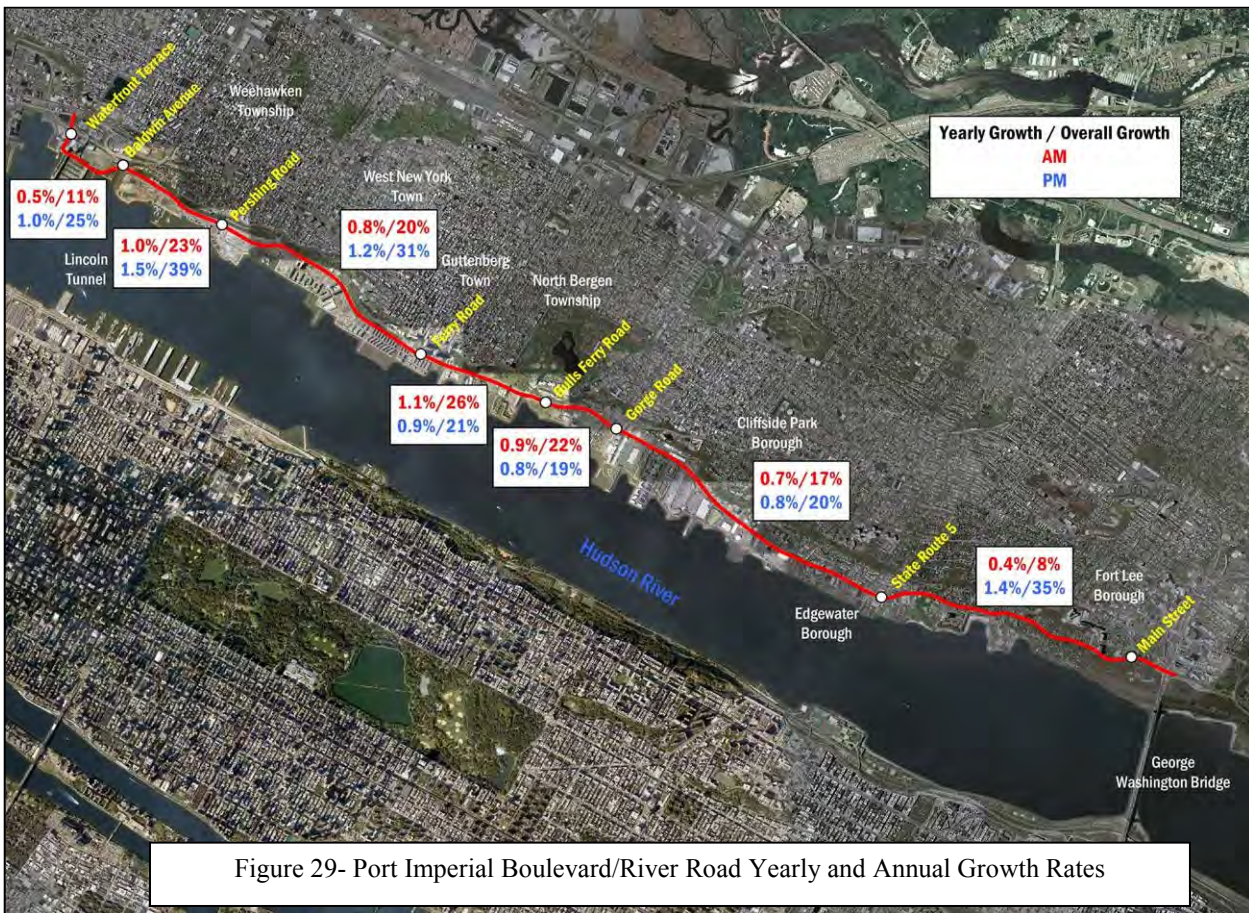 Yearly Growth / Overall Growth
AM
PM
Waterfront Terrace
Baldwin Avenue
Weehawken
Township
Pershing Road
West New York
Town
0.5%/11%
1.0%/25%
0.8%/20%
1.2%/31%
1.0%/23%
1.5%/39%
Lincoln
Tunnel
Guttenberg
Town
North Bergen
Township
Ferry Road
Bulls Ferry Road
Gorge Road
1.1%/26%
0.9%/21%
0.9%/22%
0.8%/19%
Cliffside Park
Borough
0.7%/17%
0.8%/20%
Hudson River
State Route 5
Edgewater
Borough
0.4%/8%
1.4%/35%
Fort Lee
Borough
Main Street
George
Washington Bridge
Figure 29- Port Imperial Boulevard/River Road Yearly and Annual Growth Rates